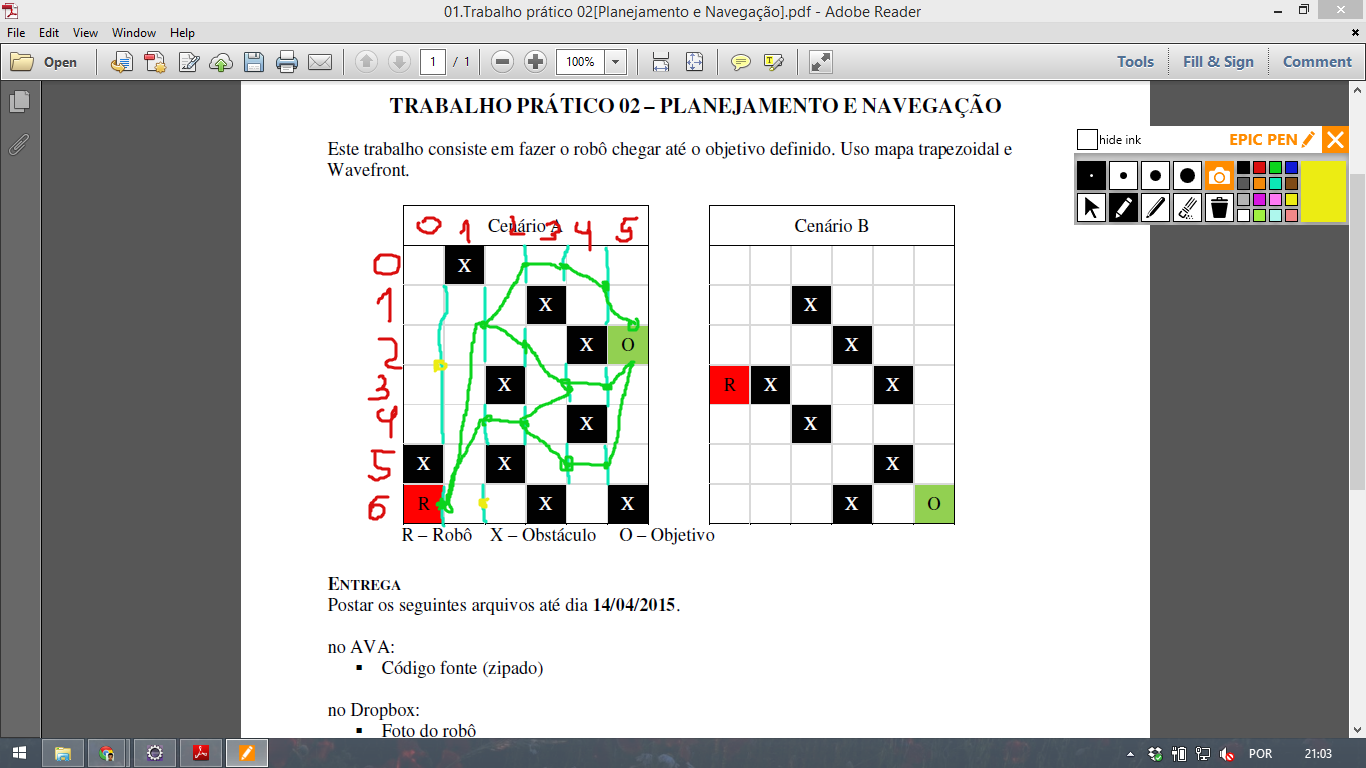 01.Trabalho prático 02[Planejamento e Navegação].pdf - Adobe Reader
File Edit View Window Help
Open 1 / 1 100% Tools Fill & Sign Comment
TRABALHO PRÁTICO 02 – PLANEJAMENTO E NAVEGAÇÃO
Este trabalho consiste em fazer o robô chegar até o objetivo definido. Uso mapa trapezoidal e
Wavefront.
hide ink EPIC PEN
Cenário A
0 1 2 3 4 5
0 X
1 X
2 X O
3 X
4 X
5 X X
6 R X X
Cenário B
X
X
R X X
X
X
X O
R – Robô X – Obstáculo O – Objetivo
ENTREGA
Postar os seguintes arquivos até dia 14/04/2015.
no AVA:
▪ Código fonte (zipado)
no Dropbox:
▪ Foto do robô
POR 21:03